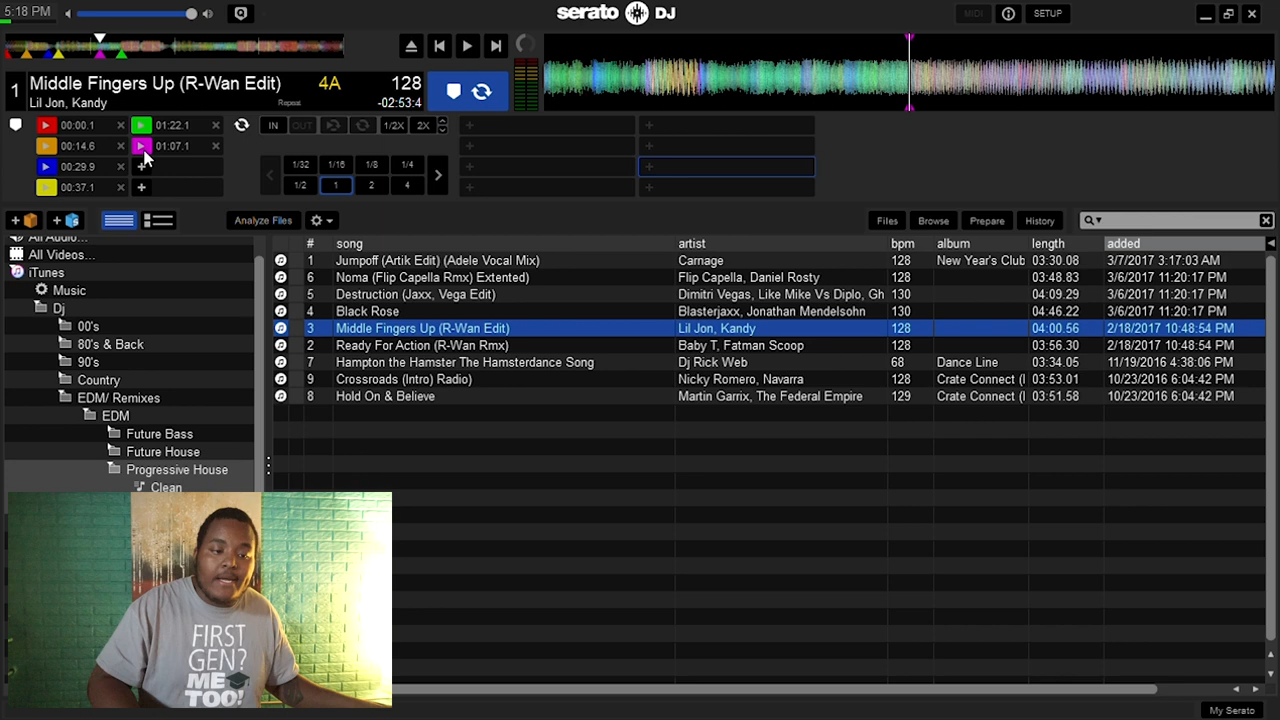 5:18 PM
serato DJ
MIDI
SETUP
1
Middle Fingers Up (R-Wan Edit)
4A
128
Lil Jon, Kandy
Repeat
-02:53:4
00:00.1
01:22.1
IN
OUT
1/2X
2X
00:14.6
01:07.1
00:29.9
1/32
1/16
1/8
1/4
00:37.1
1/2
1
2
4
Analyze Files
Files
Browse
Prepare
History
# song artist bpm album length added
All Audio...
All Videos...
iTunes
Music
Dj
00's
80's & Back
90's
Country
EDM/ Remixes
EDM
Future Bass
Future House
Progressive House
Clean
1 Jumpoff (Artik Edit) (Adele Vocal Mix) Carnage 128 New Year's Club 03:30.08 3/7/2017 3:17:03 AM
6 Noma (Flip Capella Rmx) Extented) Flip Capella, Daniel Rosty 128 03:48.83 3/6/2017 11:20:17 PM
5 Destruction (Jaxx, Vega Edit) Dimitri Vegas, Like Mike Vs Diplo, Gh 130 04:09.29 3/6/2017 11:20:17 PM
4 Black Rose Blasterjaxx, Jonathan Mendelsohn 130 04:46.22 3/6/2017 11:20:17 PM
3 Middle Fingers Up (R-Wan Edit) Lil Jon, Kandy 128 04:00.56 2/18/2017 10:48:54 PM
2 Ready For Action (R-Wan Rmx) Baby T, Fatman Scoop 128 03:56.30 2/18/2017 10:48:54 PM
7 Hampton the Hamster The Hamsterdance Song Dj Rick Web 68 Dance Line 03:34.05 11/19/2016 4:38:06 PM
9 Crossroads (Intro) Radio) Nicky Romero, Navarra 128 Crate Connect (I 03:53.01 10/23/2016 6:04:42 PM
8 Hold On & Believe Martin Garrix, The Federal Empire 129 Crate Connect (I 03:51.58 10/23/2016 6:04:42 PM
FIRST
GEN?
ME
TOO!
My Serato